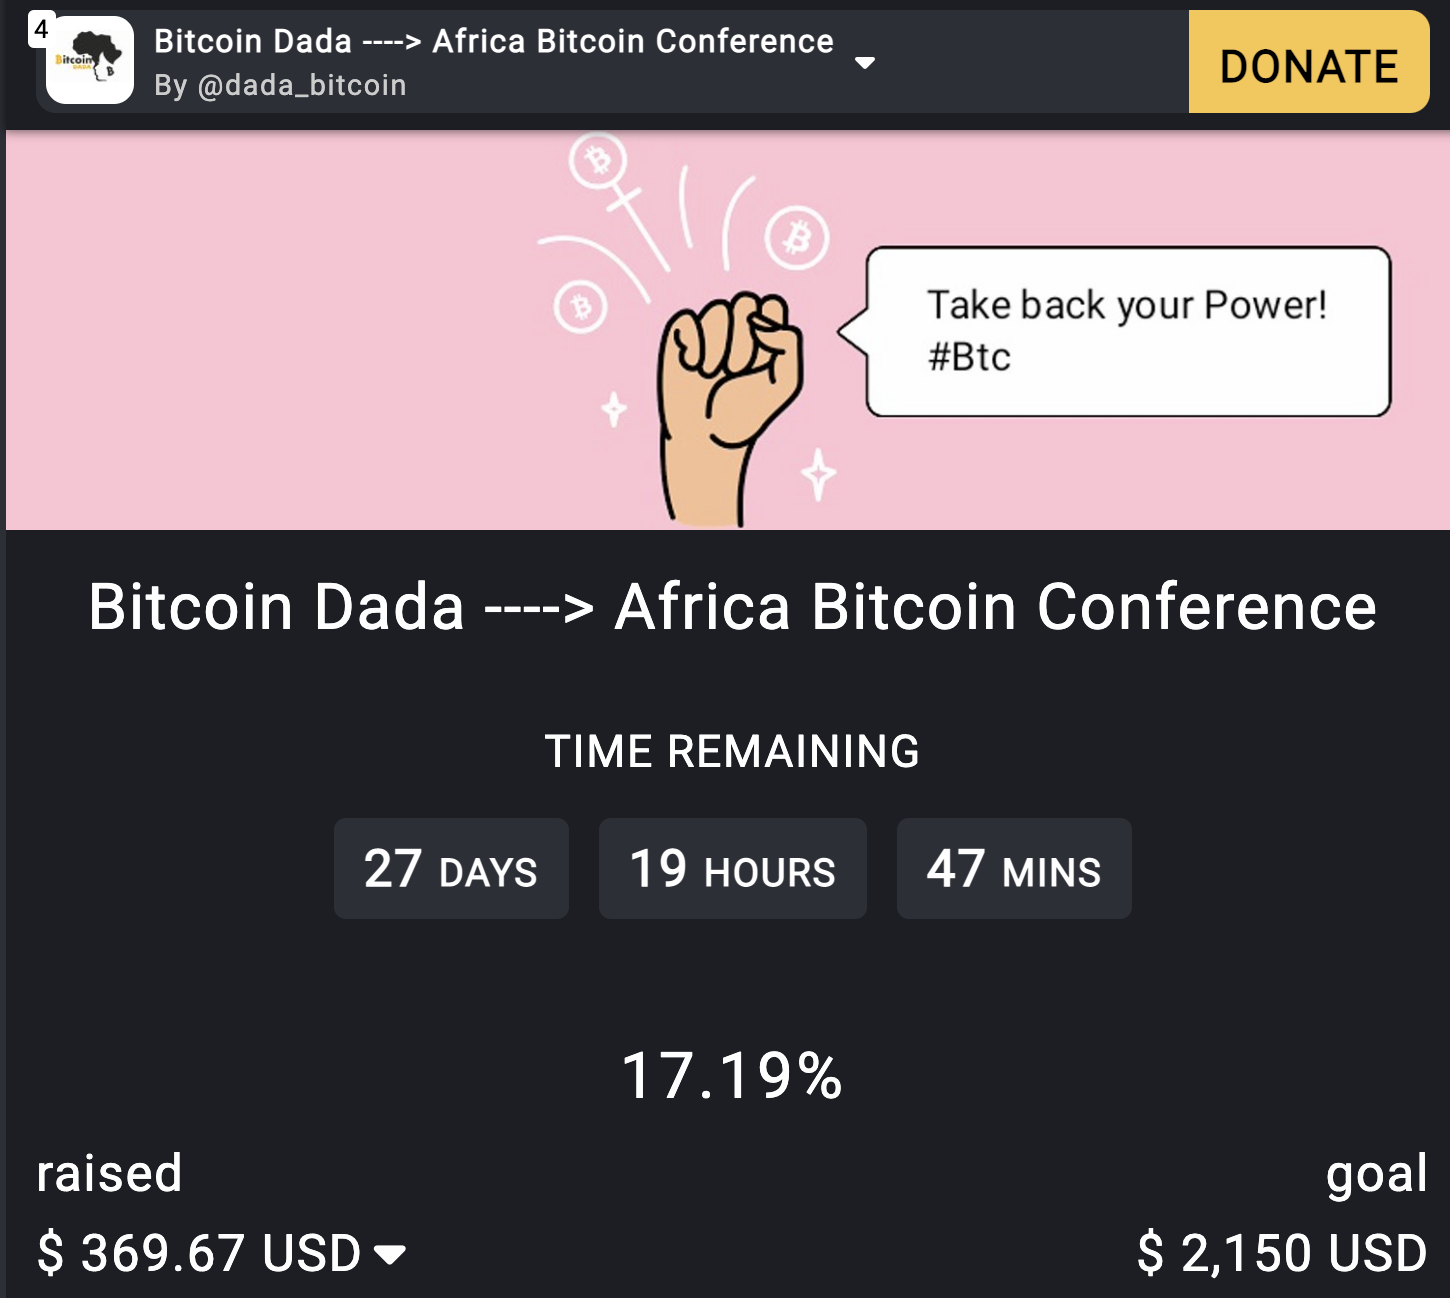 4
Bitcoin
DADA
Bitcoin Dada ----> Africa Bitcoin Conference
By @dada_bitcoin
DONATE
Take back your Power!
#Btc
Bitcoin Dada ----> Africa Bitcoin Conference
TIME REMAINING
27 DAYS 19 HOURS 47 MINS
17.19%
raised goal
$ 369.67 USD $ 2,150 USD